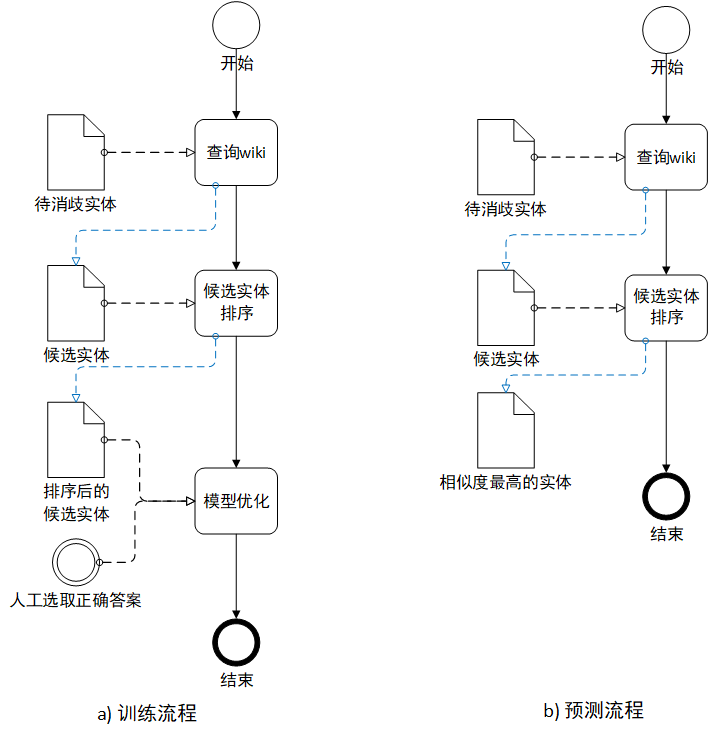 开始
查询wiki
待消歧实体
候选实体
排序
候选实体
排序后的
候选实体
模型优化
人工选取正确答案
结束
a) 训练流程
开始
查询wiki
待消歧实体
候选实体
排序
候选实体
相似度最高的实体
结束
b) 预测流程